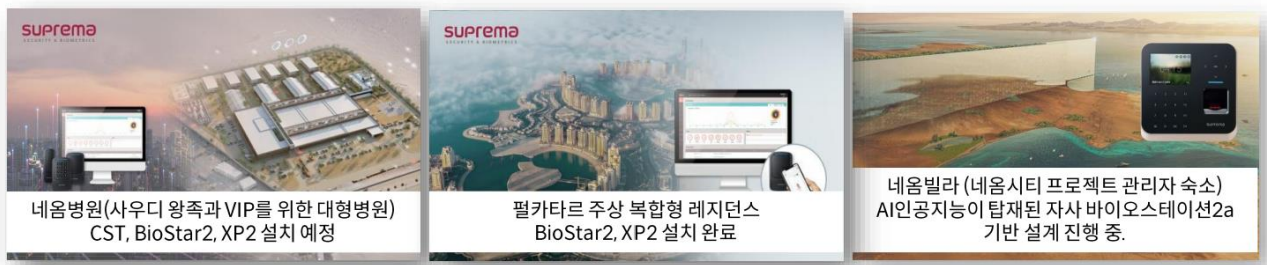 suprema
SECURITY & BIOMETRICS
네옴병원(사우디 왕족과 VIP를 위한 대형병원)
CST, BioStar2, XP2 설치 예정
suprema
SECURITY & BIOMETRICS
펄카타르 주상 복합형 레지던스
BioStar2, XP2 설치 완료
suprema
네옴빌라 (네옴시티 프로젝트 관리자 숙소)
AI인공지능이 탑재된 자사 바이오스테이션2a
기반 설계 진행 중.